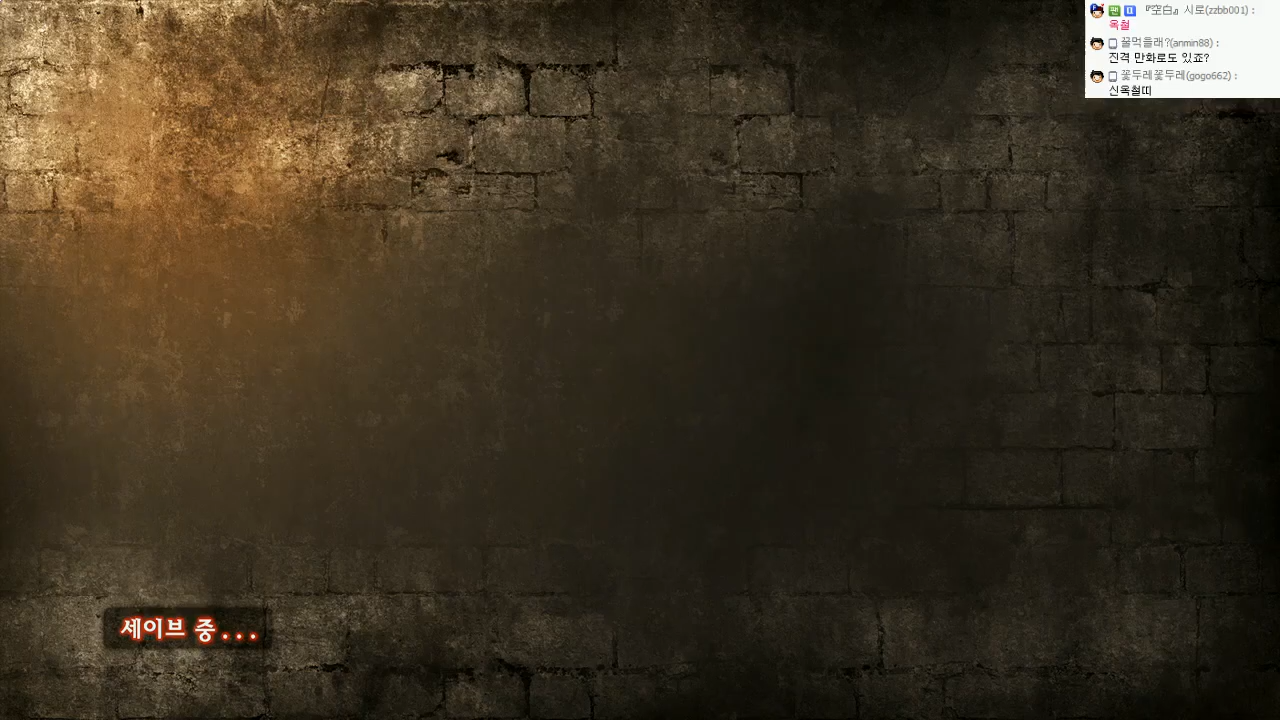 팬 『空白』 시로(zzbb001) :
옥철
꿀먹을래?(anmin88) :
진격 만화로도 있죠?
꽃두레꽃두레(gogo662) :
신옥철띠
세이브 중...